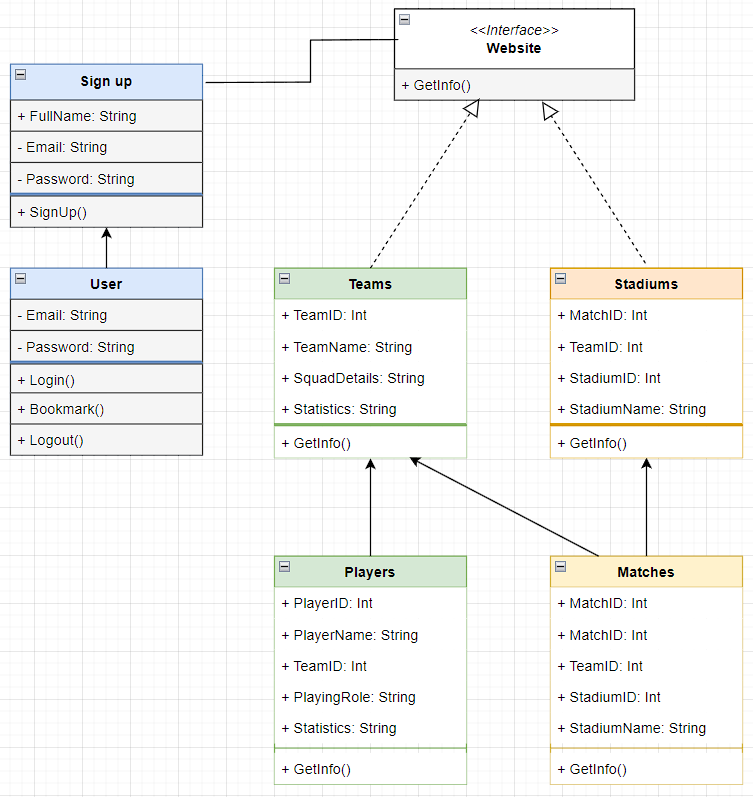 <<Interface>>
Website
+ GetInfo()
Sign up
+ FullName: String
- Email: String
- Password: String
+ SignUp()
User
- Email: String
- Password: String
+ Login()
+ Bookmark()
+ Logout()
Teams
+ TeamID: Int
+ TeamName: String
+ SquadDetails: String
+ Statistics: String
+ GetInfo()
Stadiums
+ MatchID: Int
+ TeamID: Int
+ StadiumID: Int
+ StadiumName: String
+ GetInfo()
Players
+ PlayerID: Int
+ PlayerName: String
+ TeamID: Int
+ PlayingRole: String
+ Statistics: String
+ GetInfo()
Matches
+ MatchID: Int
+ MatchID: Int
+ TeamID: Int
+ StadiumID: Int
+ StadiumName: String
+ GetInfo()